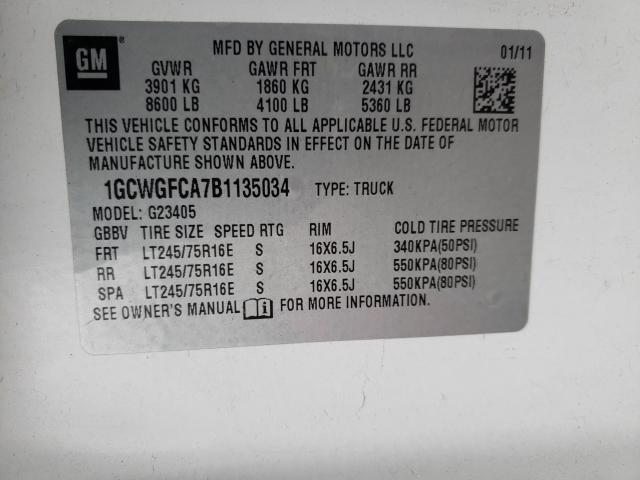 GM ®
MFD BY GENERAL MOTORS LLC 01/11
GVWR GAWR FRT GAWR RR
3901 KG 1860 KG 2431 KG
8600 LB 4100 LB 5360 LB
THIS VEHICLE CONFORMS TO ALL APPLICABLE U.S. FEDERAL MOTOR
VEHICLE SAFETY STANDARDS IN EFFECT ON THE DATE OF
MANUFACTURE SHOWN ABOVE.
1GCWGFCA7B1135034 TYPE: TRUCK
MODEL: G23405
GBBV TIRE SIZE SPEED RTG RIM COLD TIRE PRESSURE
FRT LT245/75R16E S 16X6.5J 340KPA(50PSI)
RR LT245/75R16E S 16X6.5J 550KPA(80PSI)
SPA LT245/75R16E S 16X6.5J 550KPA(80PSI)
SEE OWNER'S MANUAL i FOR MORE INFORMATION.